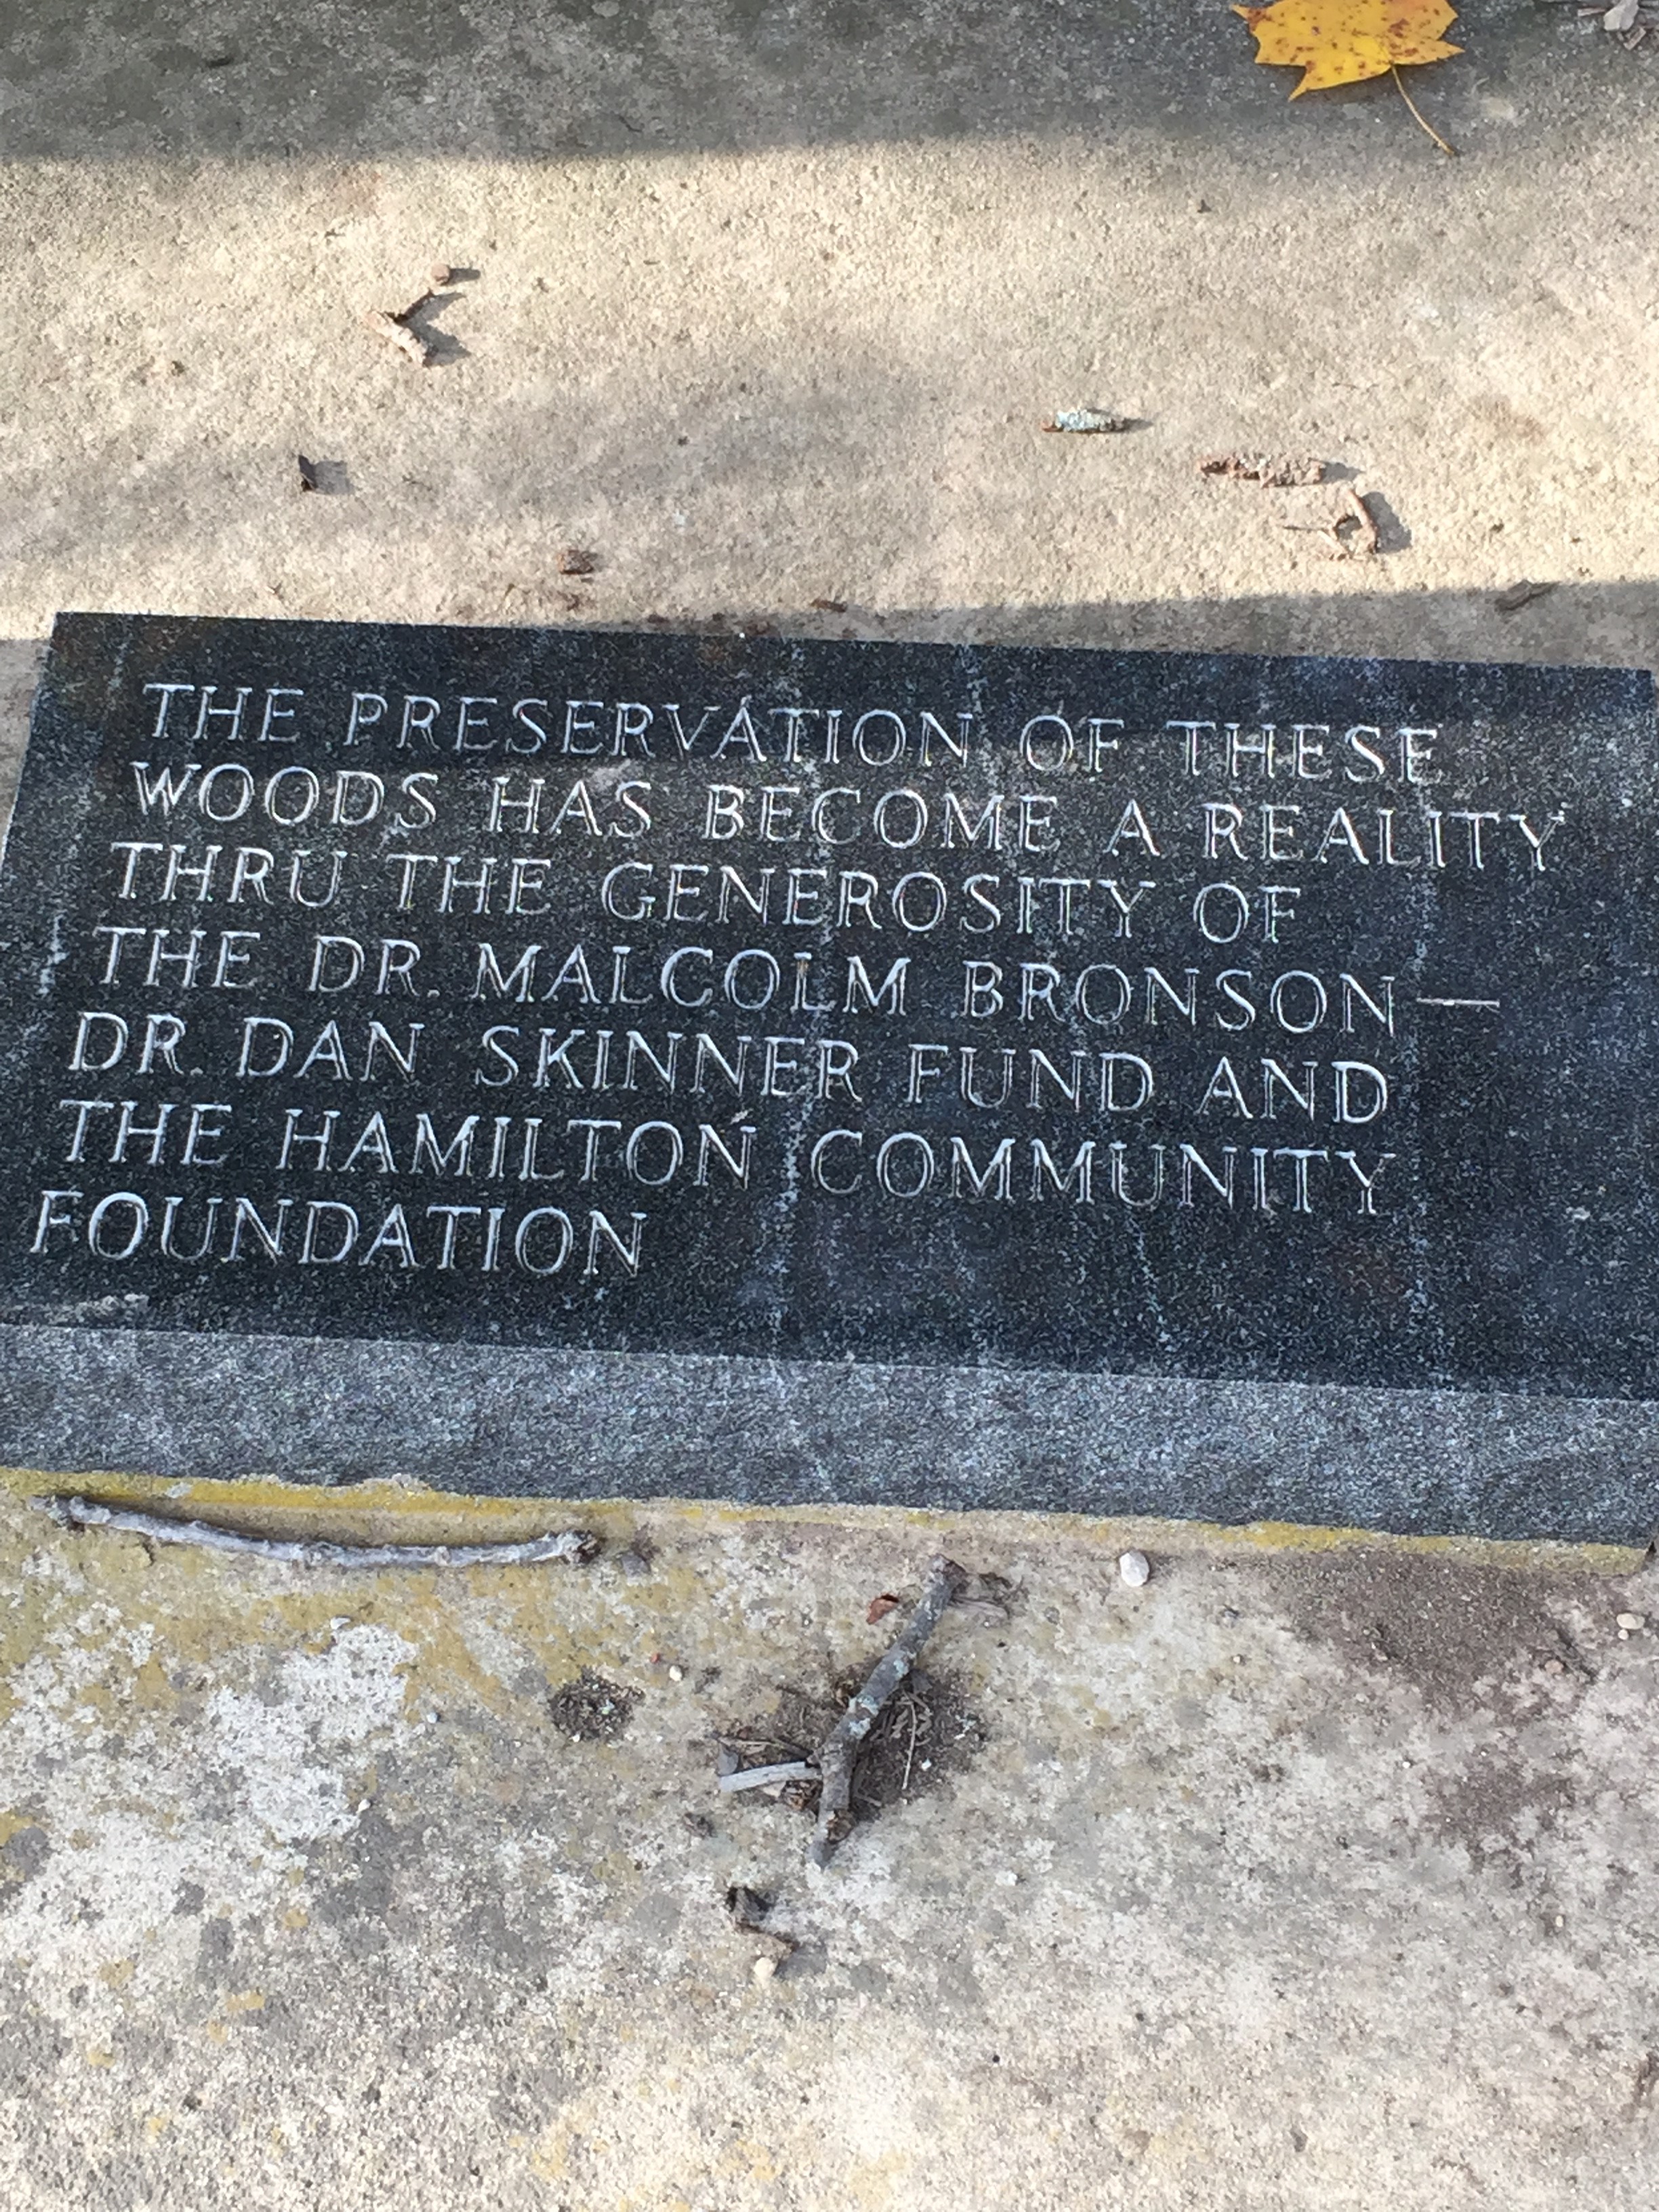 THE PRESERVATION OF THESE
WOODS HAS BECOME A REALITY
THRU THE GENEROSITY OF
THE DR. MALCOLM BRONSON—
DR. DAN SKINNER FUND AND
THE HAMILTON COMMUNITY
FOUNDATION